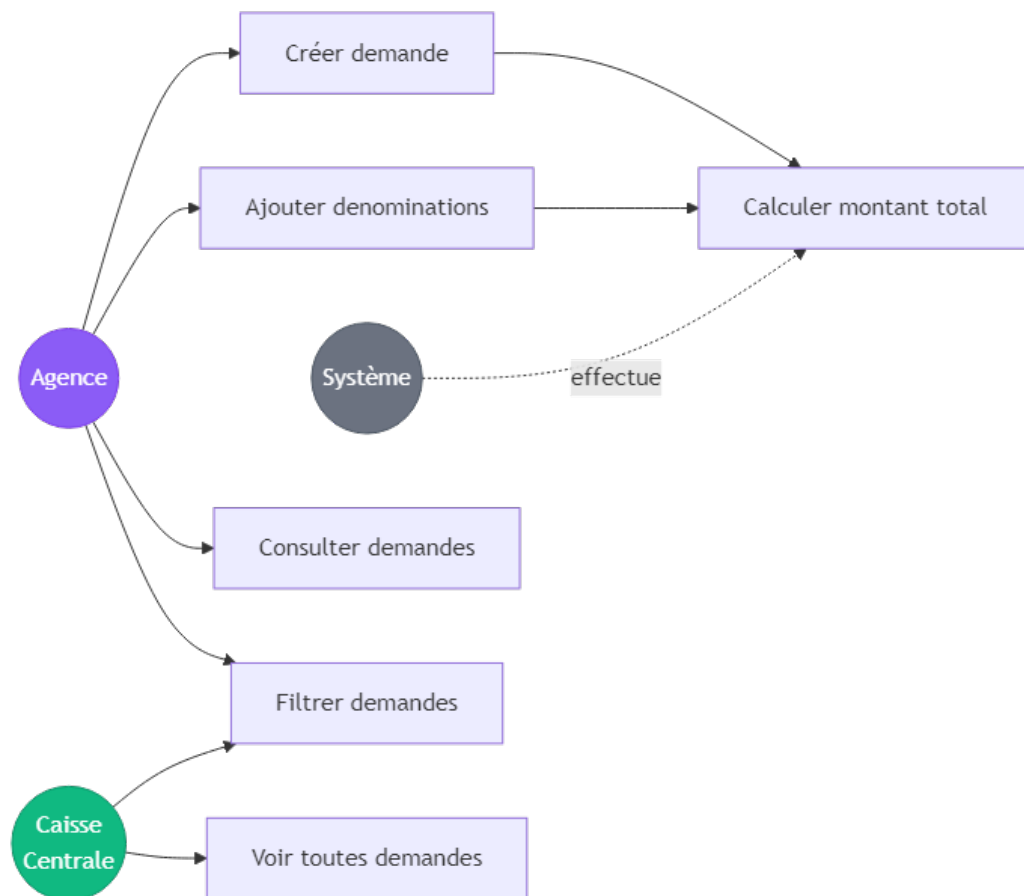 Créer demande
Ajouter denominations
Calculer montant total
Agence
Système
effectue
Consulter demandes
Filtrer demandes
Caisse
Centrale
Voir toutes demandes